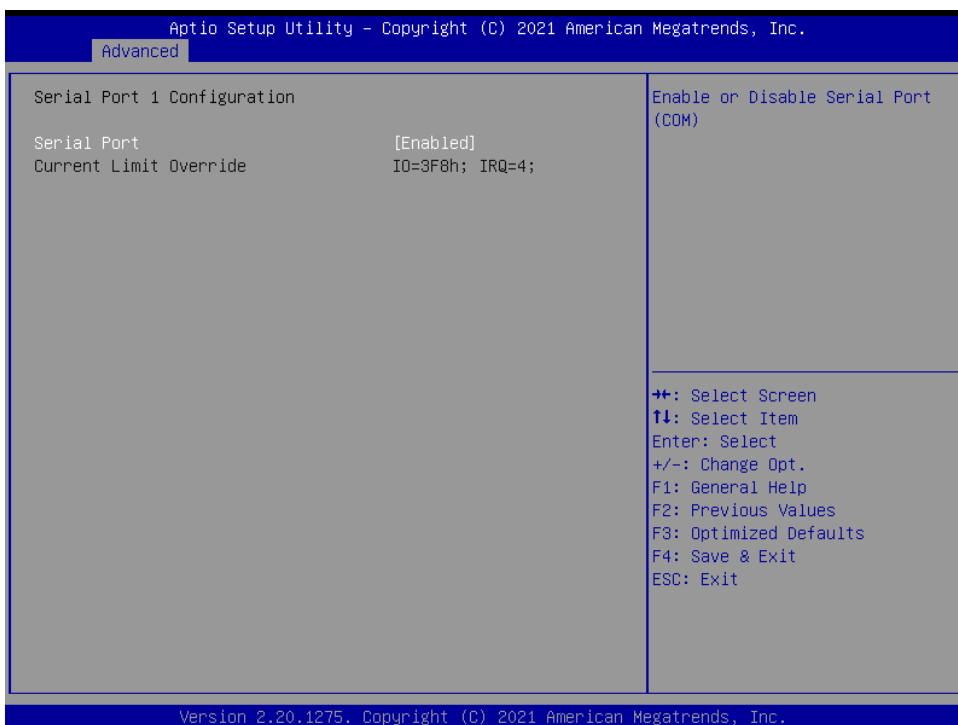 Aptio Setup Utility – Copyright (C) 2021 American Megatrends, Inc.
Advanced
Serial Port 1 Configuration
Serial Port [Enabled]
Current Limit Override IO=3F8h; IRQ=4;
Enable or Disable Serial Port
(COM)
→←: Select Screen
↑↓: Select Item
Enter: Select
+/-: Change Opt.
F1: General Help
F2: Previous Values
F3: Optimized Defaults
F4: Save & Exit
ESC: Exit
Version 2.20.1275. Copyright (C) 2021 American Megatrends, Inc.